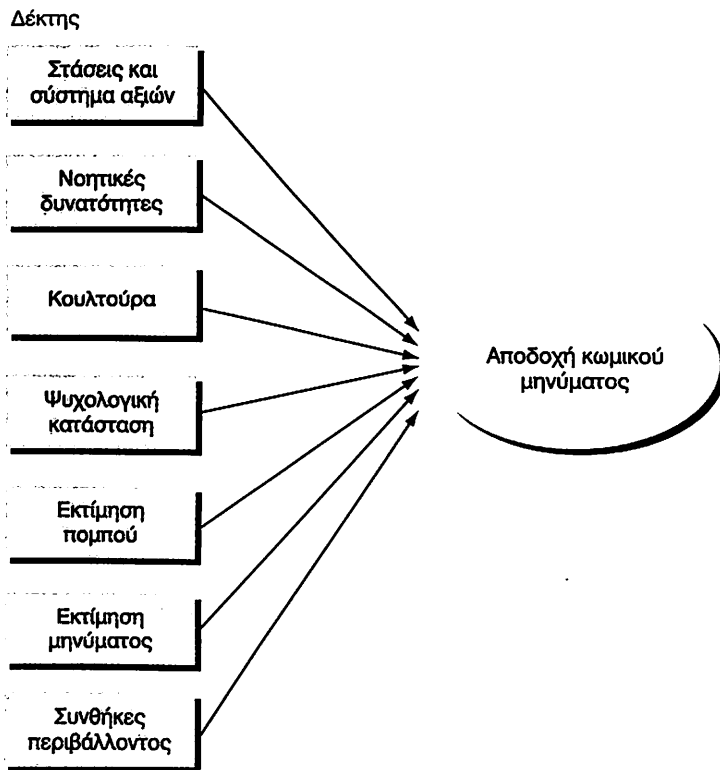 Δέκτης
Στάσεις και
σύστημα αξιών
Νοητικές
δυνατότητες
Κουλτούρα
Ψυχολογική
κατάσταση
Εκτίμηση
πομπού
Εκτίμηση
μηνύματος
Συνθήκες
περιβάλλοντος
Αποδοχή κωμικού
μηνύματος